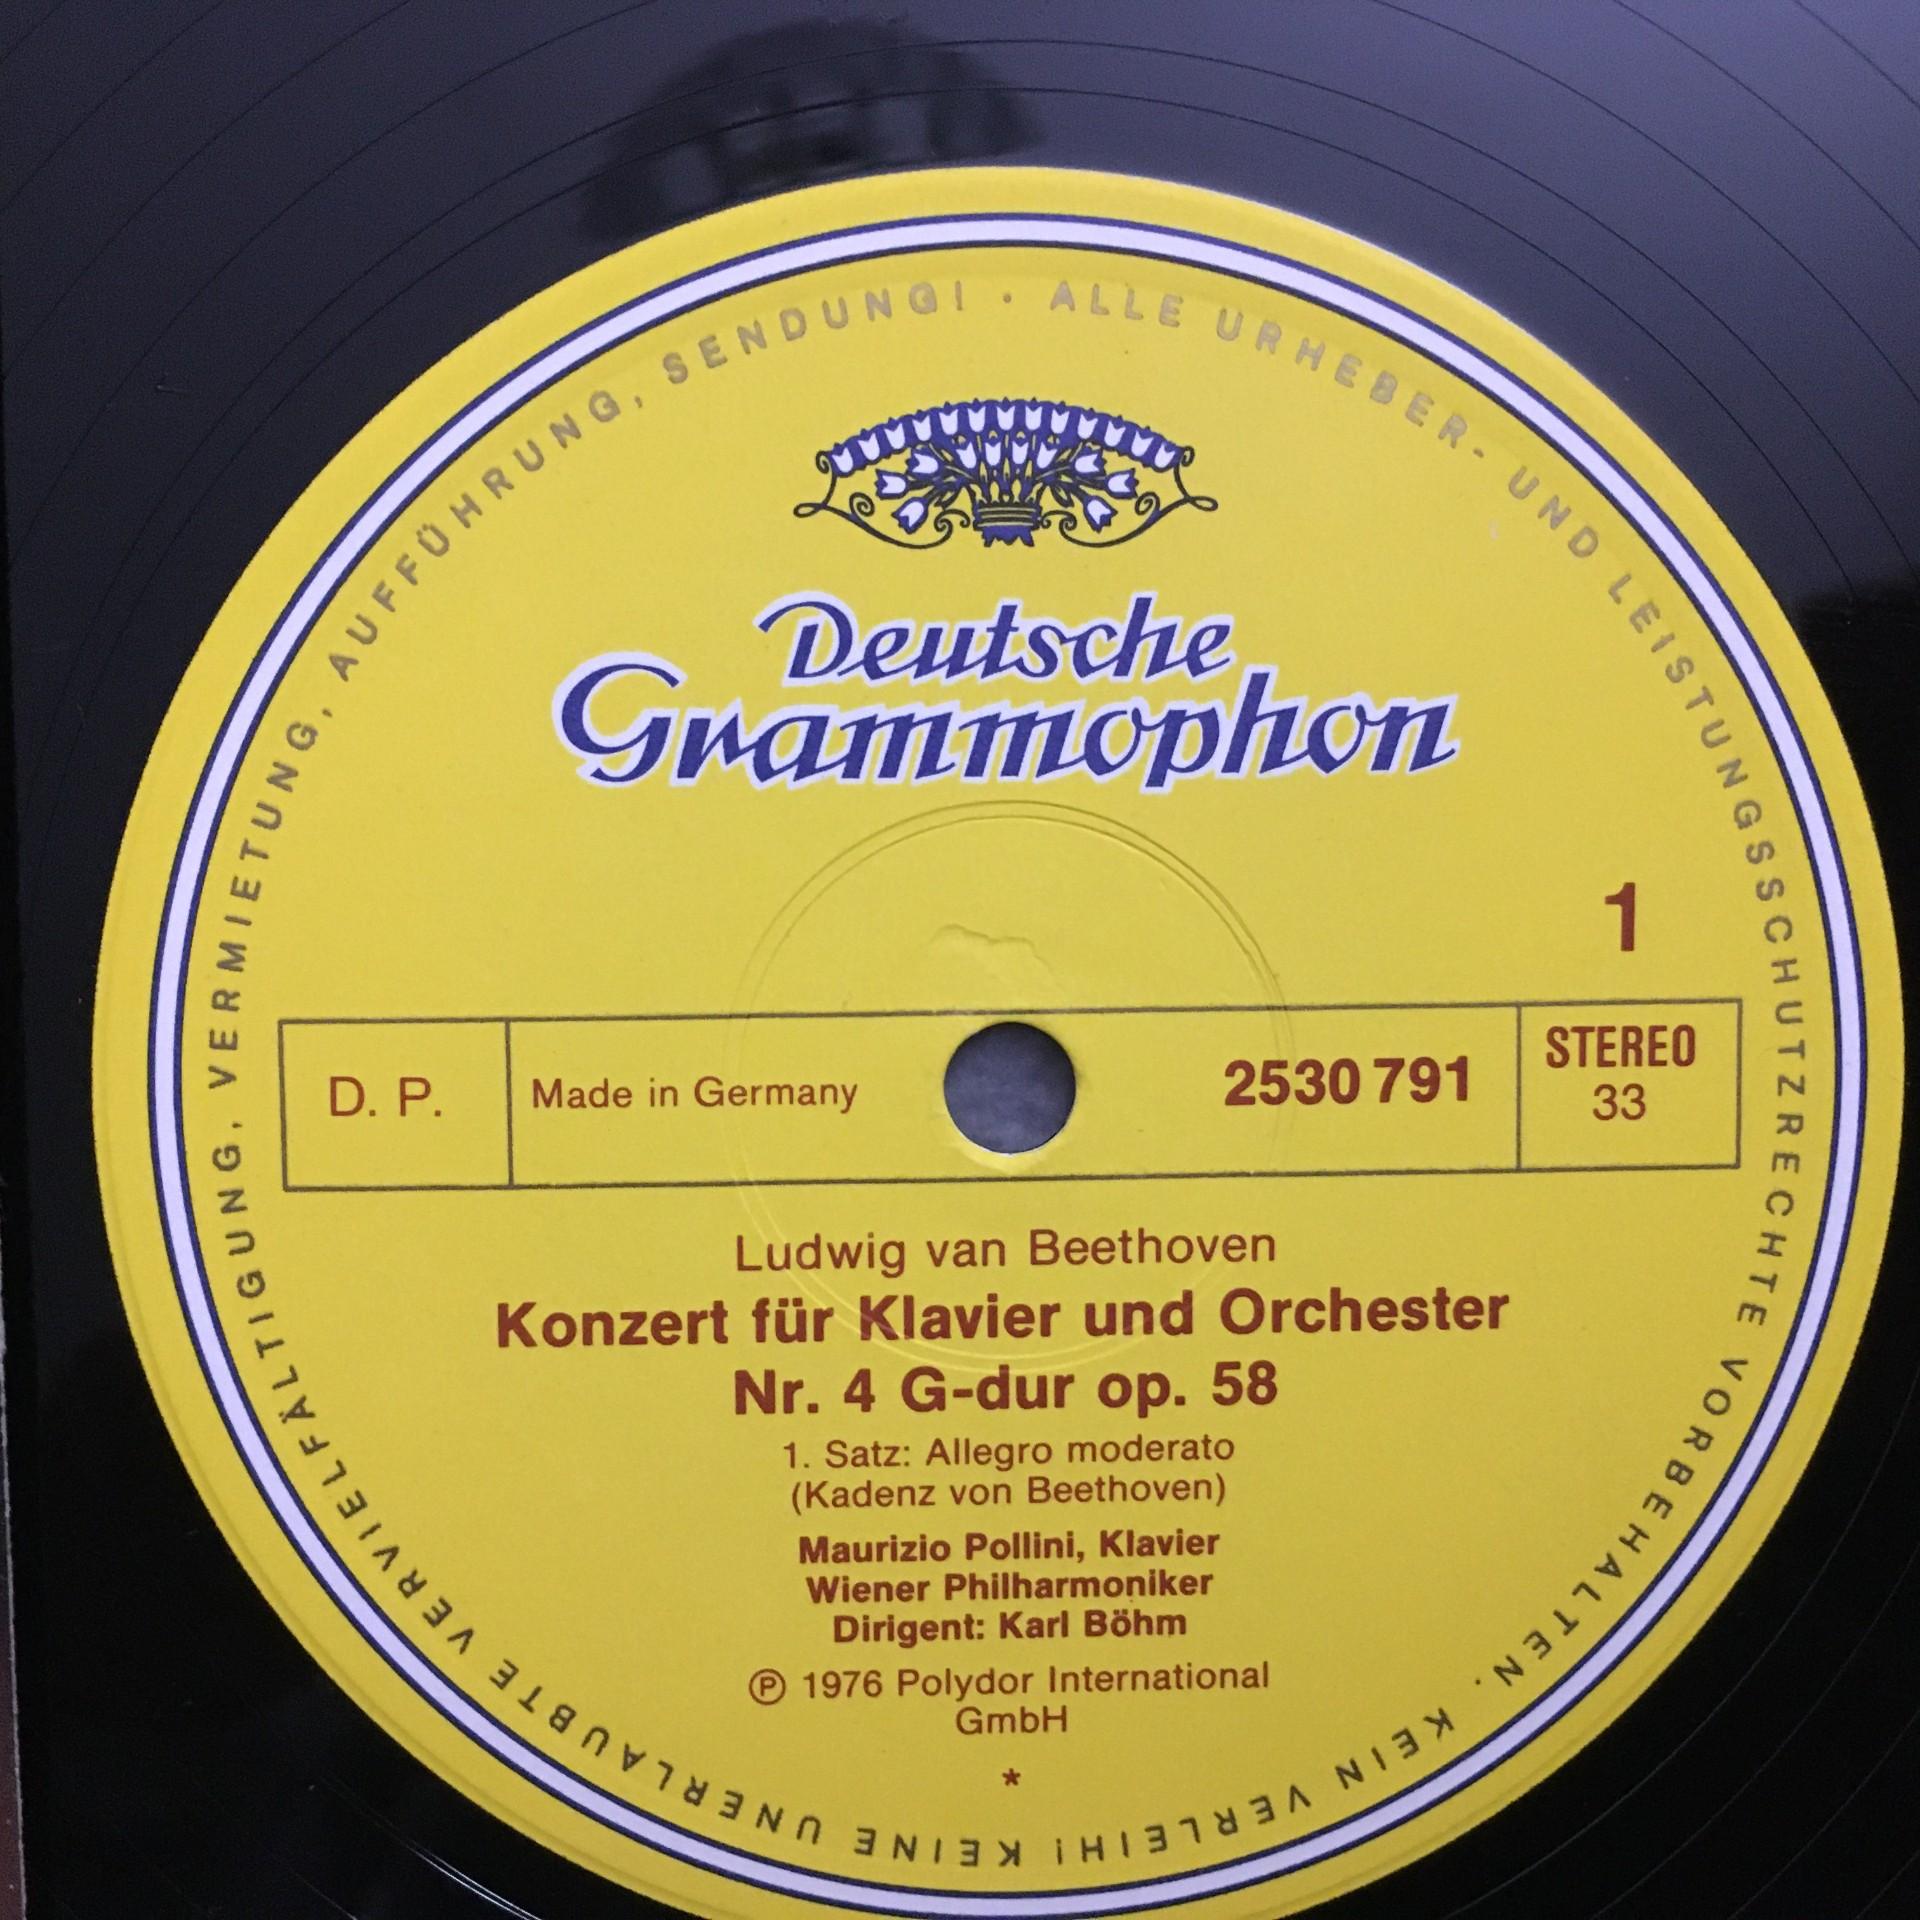 ALLE URHEBER- UND LEISTUNGSSCHUTZRECHTE VORBEHALTEN · KEIN VERLEIH! KEINE UNERLAUBTE VERVIELFÄLTIGUNG, VERMIETUNG, AUFFÜHRUNG, SENDUNG! ·
Deutsche
Grammophon
1
D. P.
Made in Germany
2530 791
STEREO
33
Ludwig van Beethoven
Konzert für Klavier und Orchester
Nr. 4 G-dur op. 58
1. Satz: Allegro moderato
(Kadenz von Beethoven)
Maurizio Pollini, Klavier
Wiener Philharmoniker
Dirigent: Karl Böhm
℗ 1976 Polydor International
GmbH
*